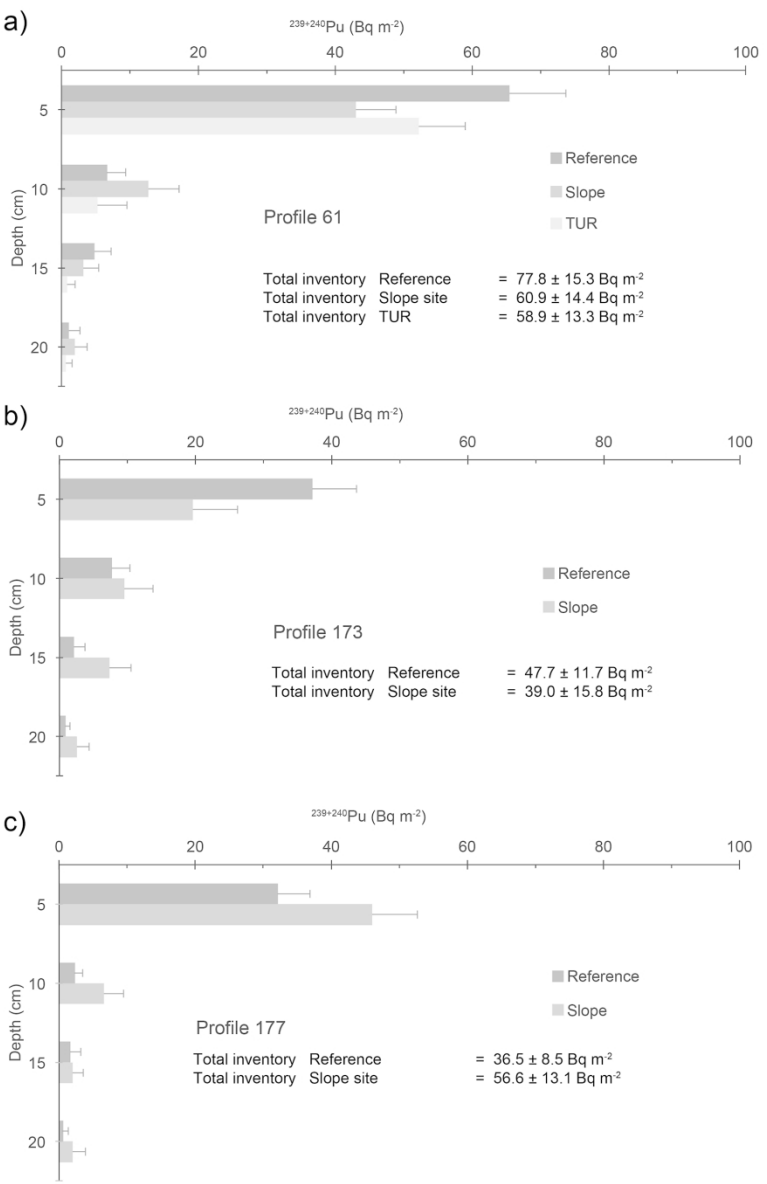 a)
²³⁹⁺²⁴⁰Pu (Bq m⁻²)
0 20 40 60 80 100
5
10
15
20
Depth (cm)
Reference
Slope
TUR
Profile 61
Total inventory Reference = 77.8 ± 15.3 Bq m⁻²
Total inventory Slope site = 60.9 ± 14.4 Bq m⁻²
Total inventory TUR = 58.9 ± 13.3 Bq m⁻²
b)
²³⁹⁺²⁴⁰Pu (Bq m⁻²)
0 20 40 60 80 100
5
10
15
20
Depth (cm)
Reference
Slope
Profile 173
Total inventory Reference = 47.7 ± 11.7 Bq m⁻²
Total inventory Slope site = 39.0 ± 15.8 Bq m⁻²
c)
²³⁹⁺²⁴⁰Pu (Bq m⁻²)
0 20 40 60 80 100
5
10
15
20
Depth (cm)
Reference
Slope
Profile 177
Total inventory Reference = 36.5 ± 8.5 Bq m⁻²
Total inventory Slope site = 56.6 ± 13.1 Bq m⁻²